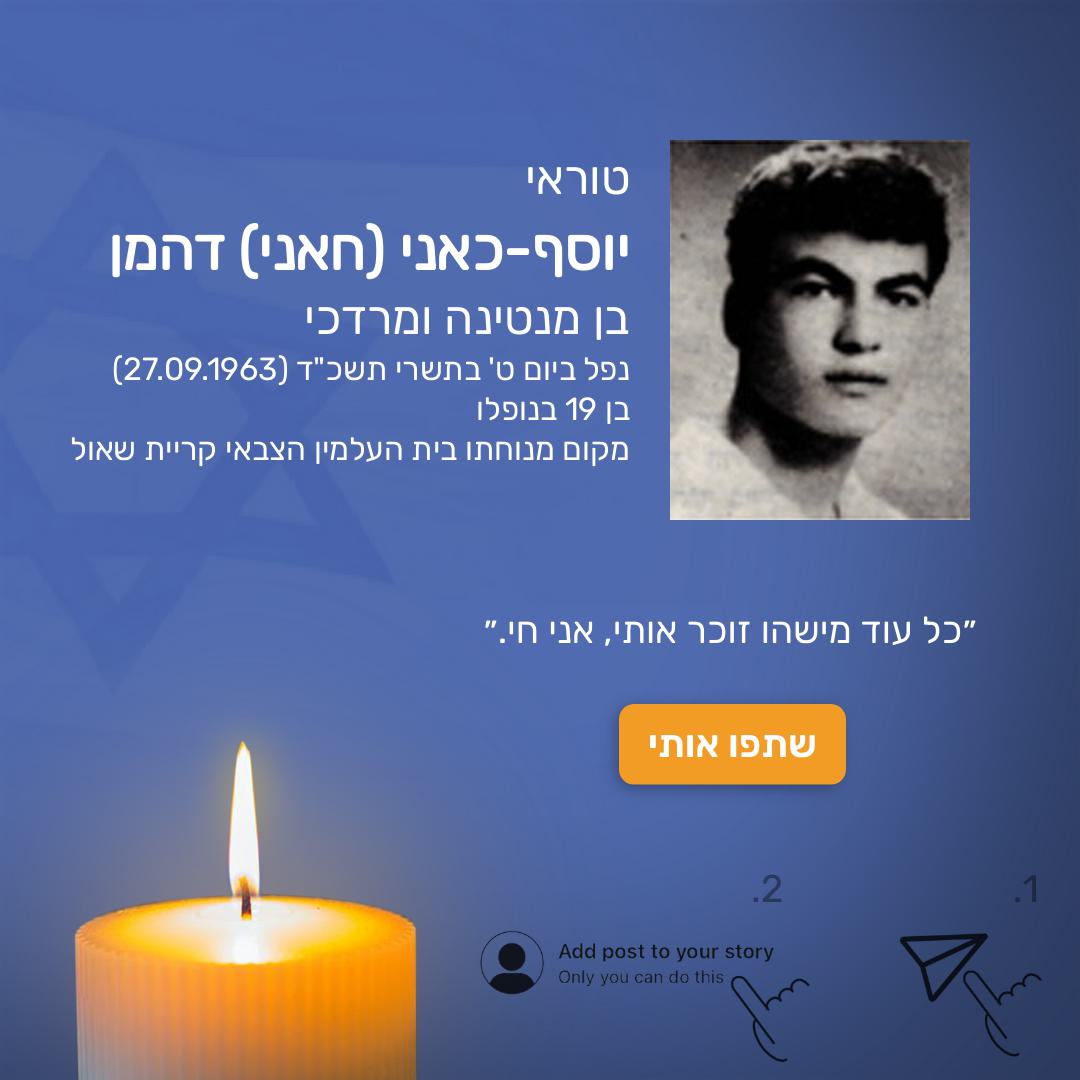 טוראי
יוסף-כאני (חאני) דהמן
בן מנטינה ומרדכי
נפל ביום ט' בתשרי תשכ"ד (27.09.1963)
בן 19 בנופלו
מקום מנוחתו בית העלמין הצבאי קריית שאול
״כל עוד מישהו זוכר אותי, אני חי.״
שתפו אותי
.1
.2
Add post to your story
Only you can do this